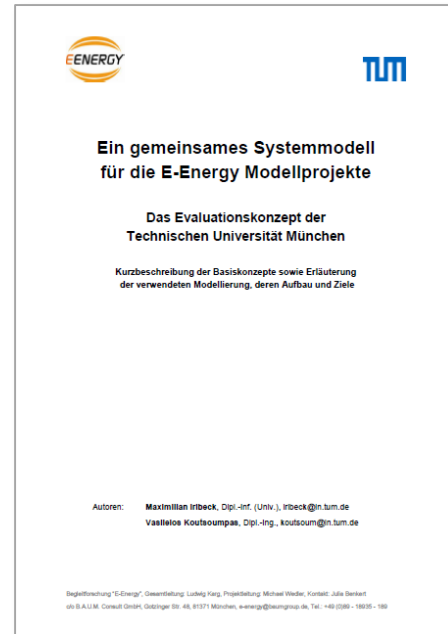 EENERGY
TUM
Ein gemeinsames Systemmodell
für die E-Energy Modellprojekte
Das Evaluationskonzept der
Technischen Universität München
Kurzbeschreibung der Basiskonzepte sowie Erläuterung
der verwendeten Modellierung, deren Aufbau und Ziele
Autoren: Maximilian Irlbeck, Dipl.-Inf. (Univ.), irlbeck@in.tum.de
Vasileios Koutsoumpas, Dipl.-Ing., koutsoum@in.tum.de
Begleitforschung "E-Energy", Gesamtleitung: Ludwig Karg, Projektleitung: Michael Wedler, Kontakt: Julia Benkert
c/o B.A.U.M. Consult GmbH, Gotzinger Str. 48, 81371 München, e-energy@baumgroup.de, Tel.: +49 (0)89 - 18935 - 189